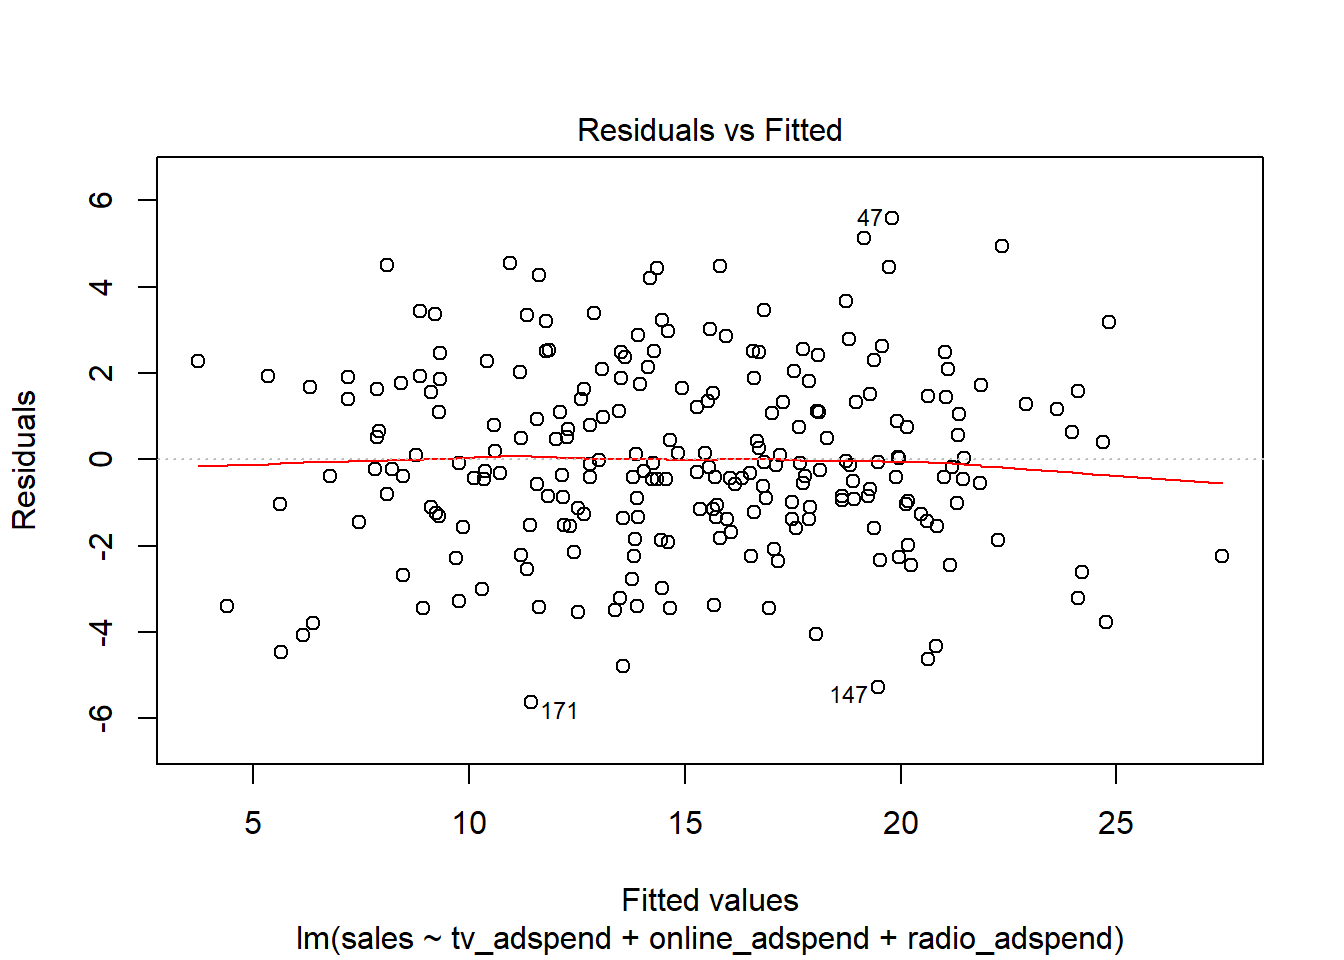 Residuals vs Fitted
Residuals
6
4
2
0
-2
-4
-6
47
171
147
5 10 15 20 25
Fitted values
lm(sales ~ tv_adspend + online_adspend + radio_adspend)